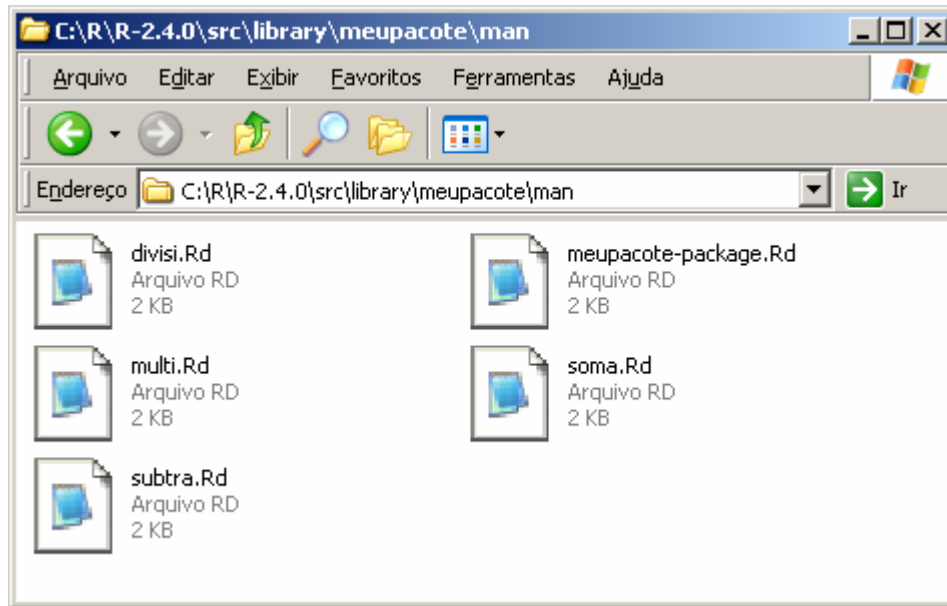 C:\R\R-2.4.0\src\library\meupacote\man
Arquivo Editar Exibir Favoritos Ferramentas Ajuda
Endereço C:\R\R-2.4.0\src\library\meupacote\man Ir
divisi.Rd
Arquivo RD
2 KB
meupacote-package.Rd
Arquivo RD
2 KB
multi.Rd
Arquivo RD
2 KB
soma.Rd
Arquivo RD
2 KB
subtra.Rd
Arquivo RD
2 KB